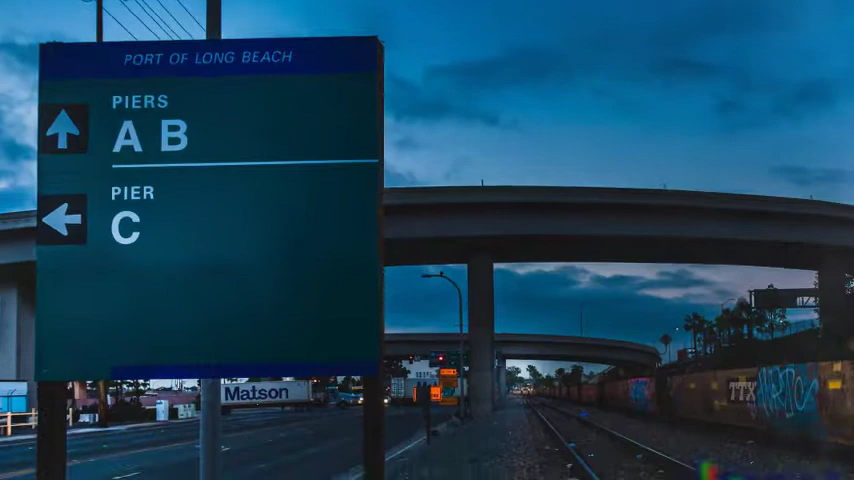 PORT OF LONG BEACH
PIERS
A B
PIER
C
Matson
TTX